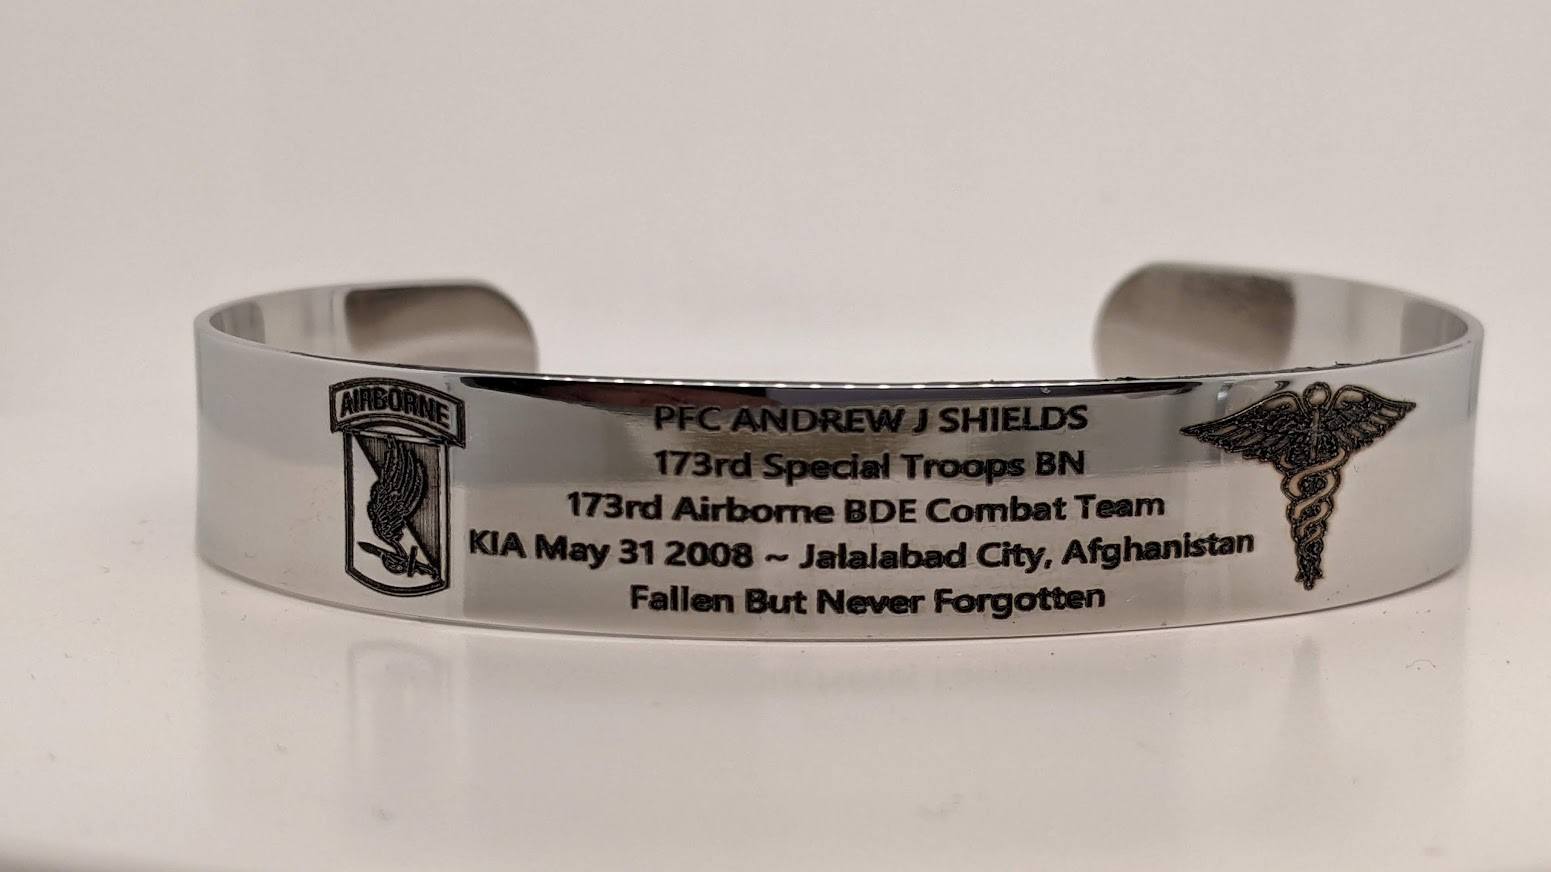 AIRBORNE
PFC ANDREW J SHIELDS
173rd Special Troops BN
173rd Airborne BDE Combat Team
KIA May 31 2008 ~ Jalalabad City, Afghanistan
Fallen But Never Forgotten